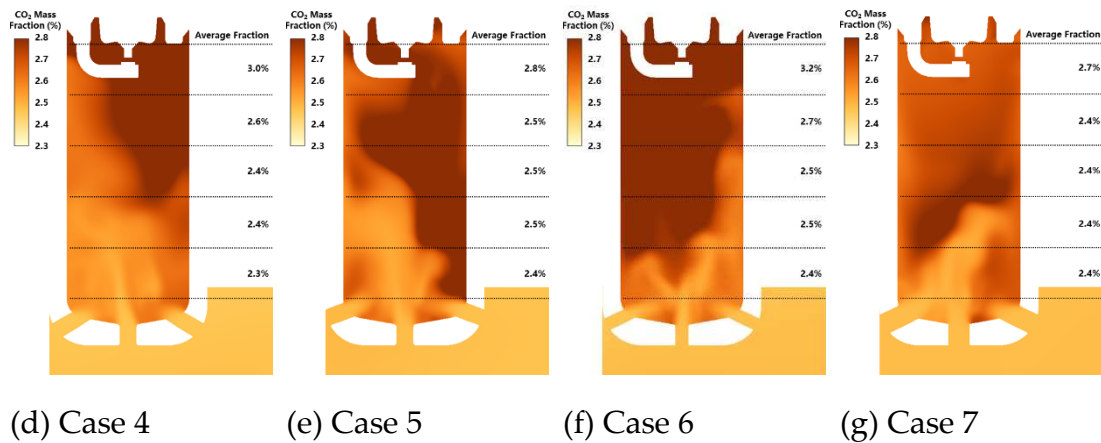 CO₂ Mass
Fraction (%)
Average Fraction
2.8
2.7
2.6
2.5
2.4
2.3
3.0%
2.6%
2.4%
2.4%
2.3%
CO₂ Mass
Fraction (%)
Average Fraction
2.8
2.7
2.6
2.5
2.4
2.3
2.8%
2.5%
2.5%
2.5%
2.4%
CO₂ Mass
Fraction (%)
Average Fraction
2.8
2.7
2.6
2.5
2.4
2.3
3.2%
2.7%
2.5%
2.5%
2.4%
CO₂ Mass
Fraction (%)
Average Fraction
2.8
2.7
2.6
2.5
2.4
2.3
2.7%
2.4%
2.4%
2.4%
2.4%
(d) Case 4
(e) Case 5
(f) Case 6
(g) Case 7